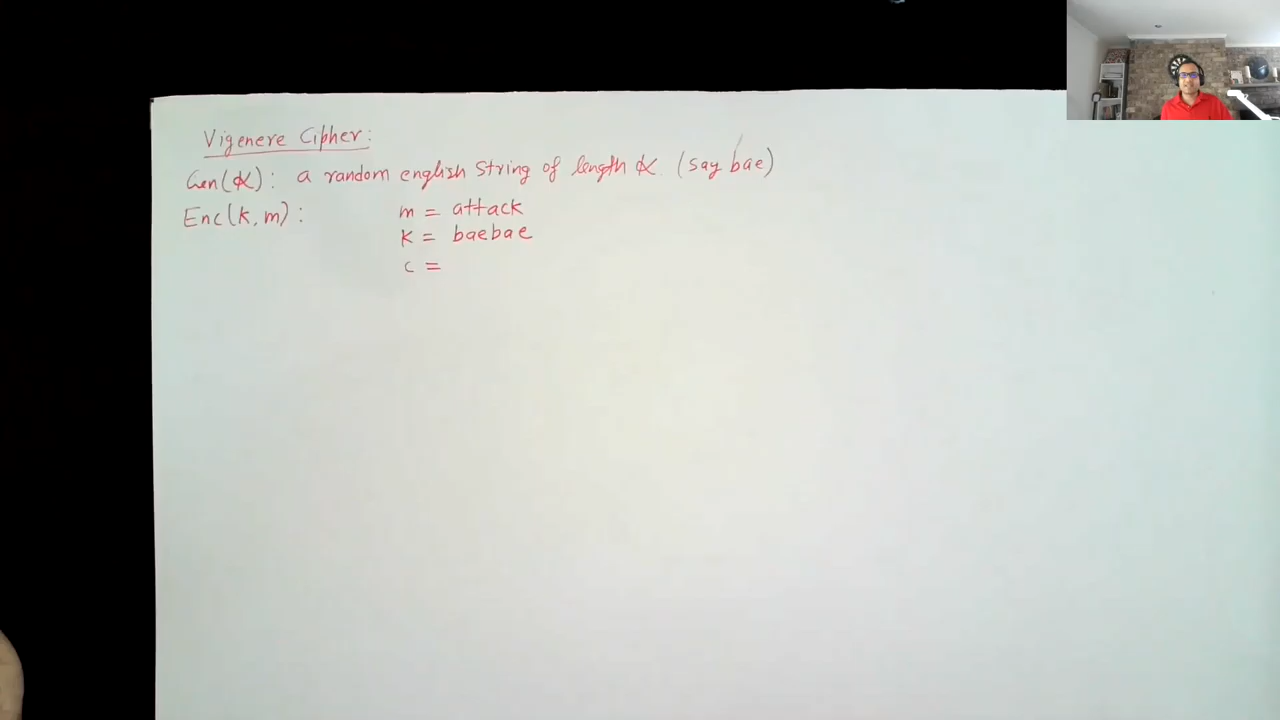 Vigenere Cipher:
Gen(α): a random english string of length α. (say bae)
Enc(k, m): m = attack
k = baebae
c =